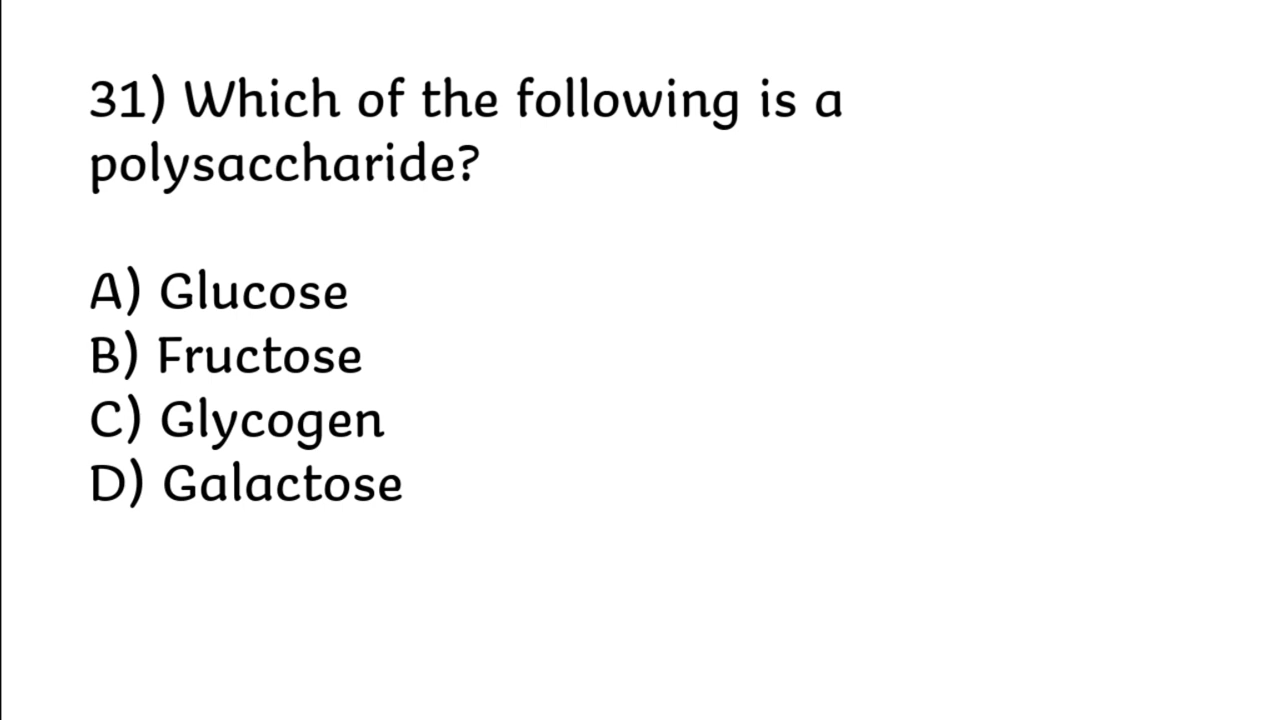 31) Which of the following is a
polysaccharide?
A) Glucose
B) Fructose
C) Glycogen
D) Galactose